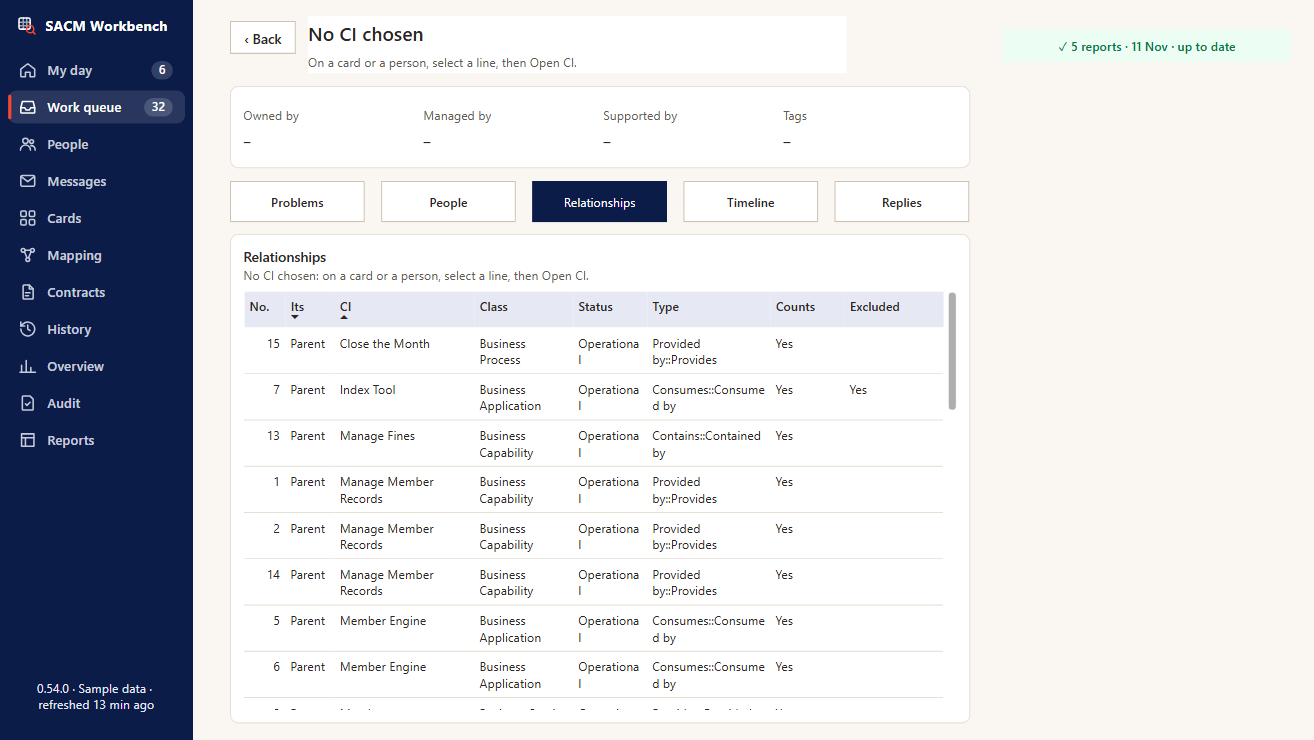 SACM Workbench
My day 6
Work queue 32
People
Messages
Cards
Mapping
Contracts
History
Overview
Audit
Reports
0.54.0 · Sample data ·
refreshed 13 min ago
‹ Back
No CI chosen
On a card or a person, select a line, then Open CI.
✓ 5 reports · 11 Nov · up to date
Owned by Managed by Supported by Tags
– – – –
Problems People Relationships Timeline Replies
Relationships
No CI chosen: on a card or a person, select a line, then Open CI.
No. Its CI Class Status Type Counts Excluded
15 Parent Close the Month Business Operationa Provided Yes
Process l by::Provides
7 Parent Index Tool Business Operationa Consumes::Consume Yes Yes
Application l d by
13 Parent Manage Fines Business Operationa Contains::Contained Yes
Capability l by
1 Parent Manage Member Business Operationa Provided Yes
Records Capability l by::Provides
2 Parent Manage Member Business Operationa Provided Yes
Records Capability l by::Provides
14 Parent Manage Member Business Operationa Provided Yes
Records Capability l by::Provides
5 Parent Member Engine Business Operationa Consumes::Consume Yes
Application l d by
6 Parent Member Engine Business Operationa Consumes::Consume Yes
Application l d by